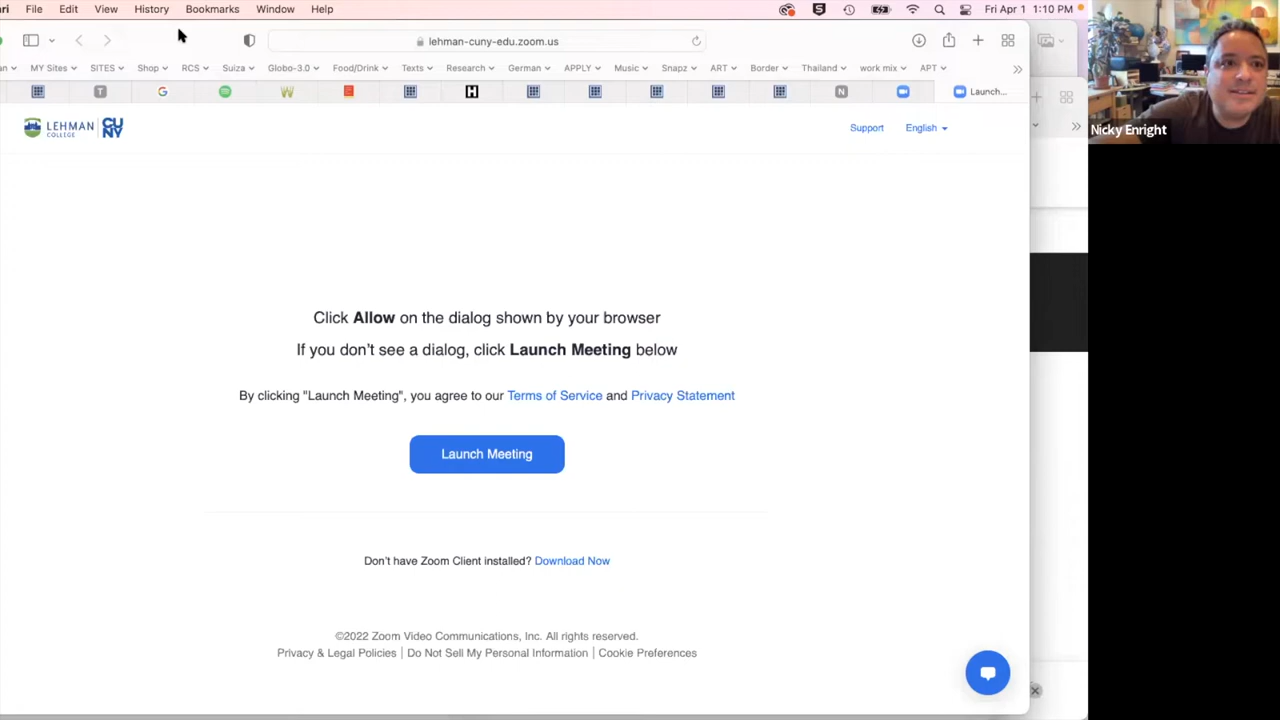 ari File Edit View History Bookmarks Window Help Fri Apr 1 1:10 PM
lehman-cuny-edu.zoom.us
MY Sites SITES Shop RCS Suiza Globo-3.0 Food/Drink Texts Research German APPLY Music Snapz ART Border Thailand work mix APT
T G W H N Launch...
LEHMAN COLLEGE CUNY
Support English
Nicky Enright
Click Allow on the dialog shown by your browser
If you don't see a dialog, click Launch Meeting below
By clicking "Launch Meeting", you agree to our Terms of Service and Privacy Statement
Launch Meeting
Don't have Zoom Client installed? Download Now
©2022 Zoom Video Communications, Inc. All rights reserved.
Privacy & Legal Policies | Do Not Sell My Personal Information | Cookie Preferences